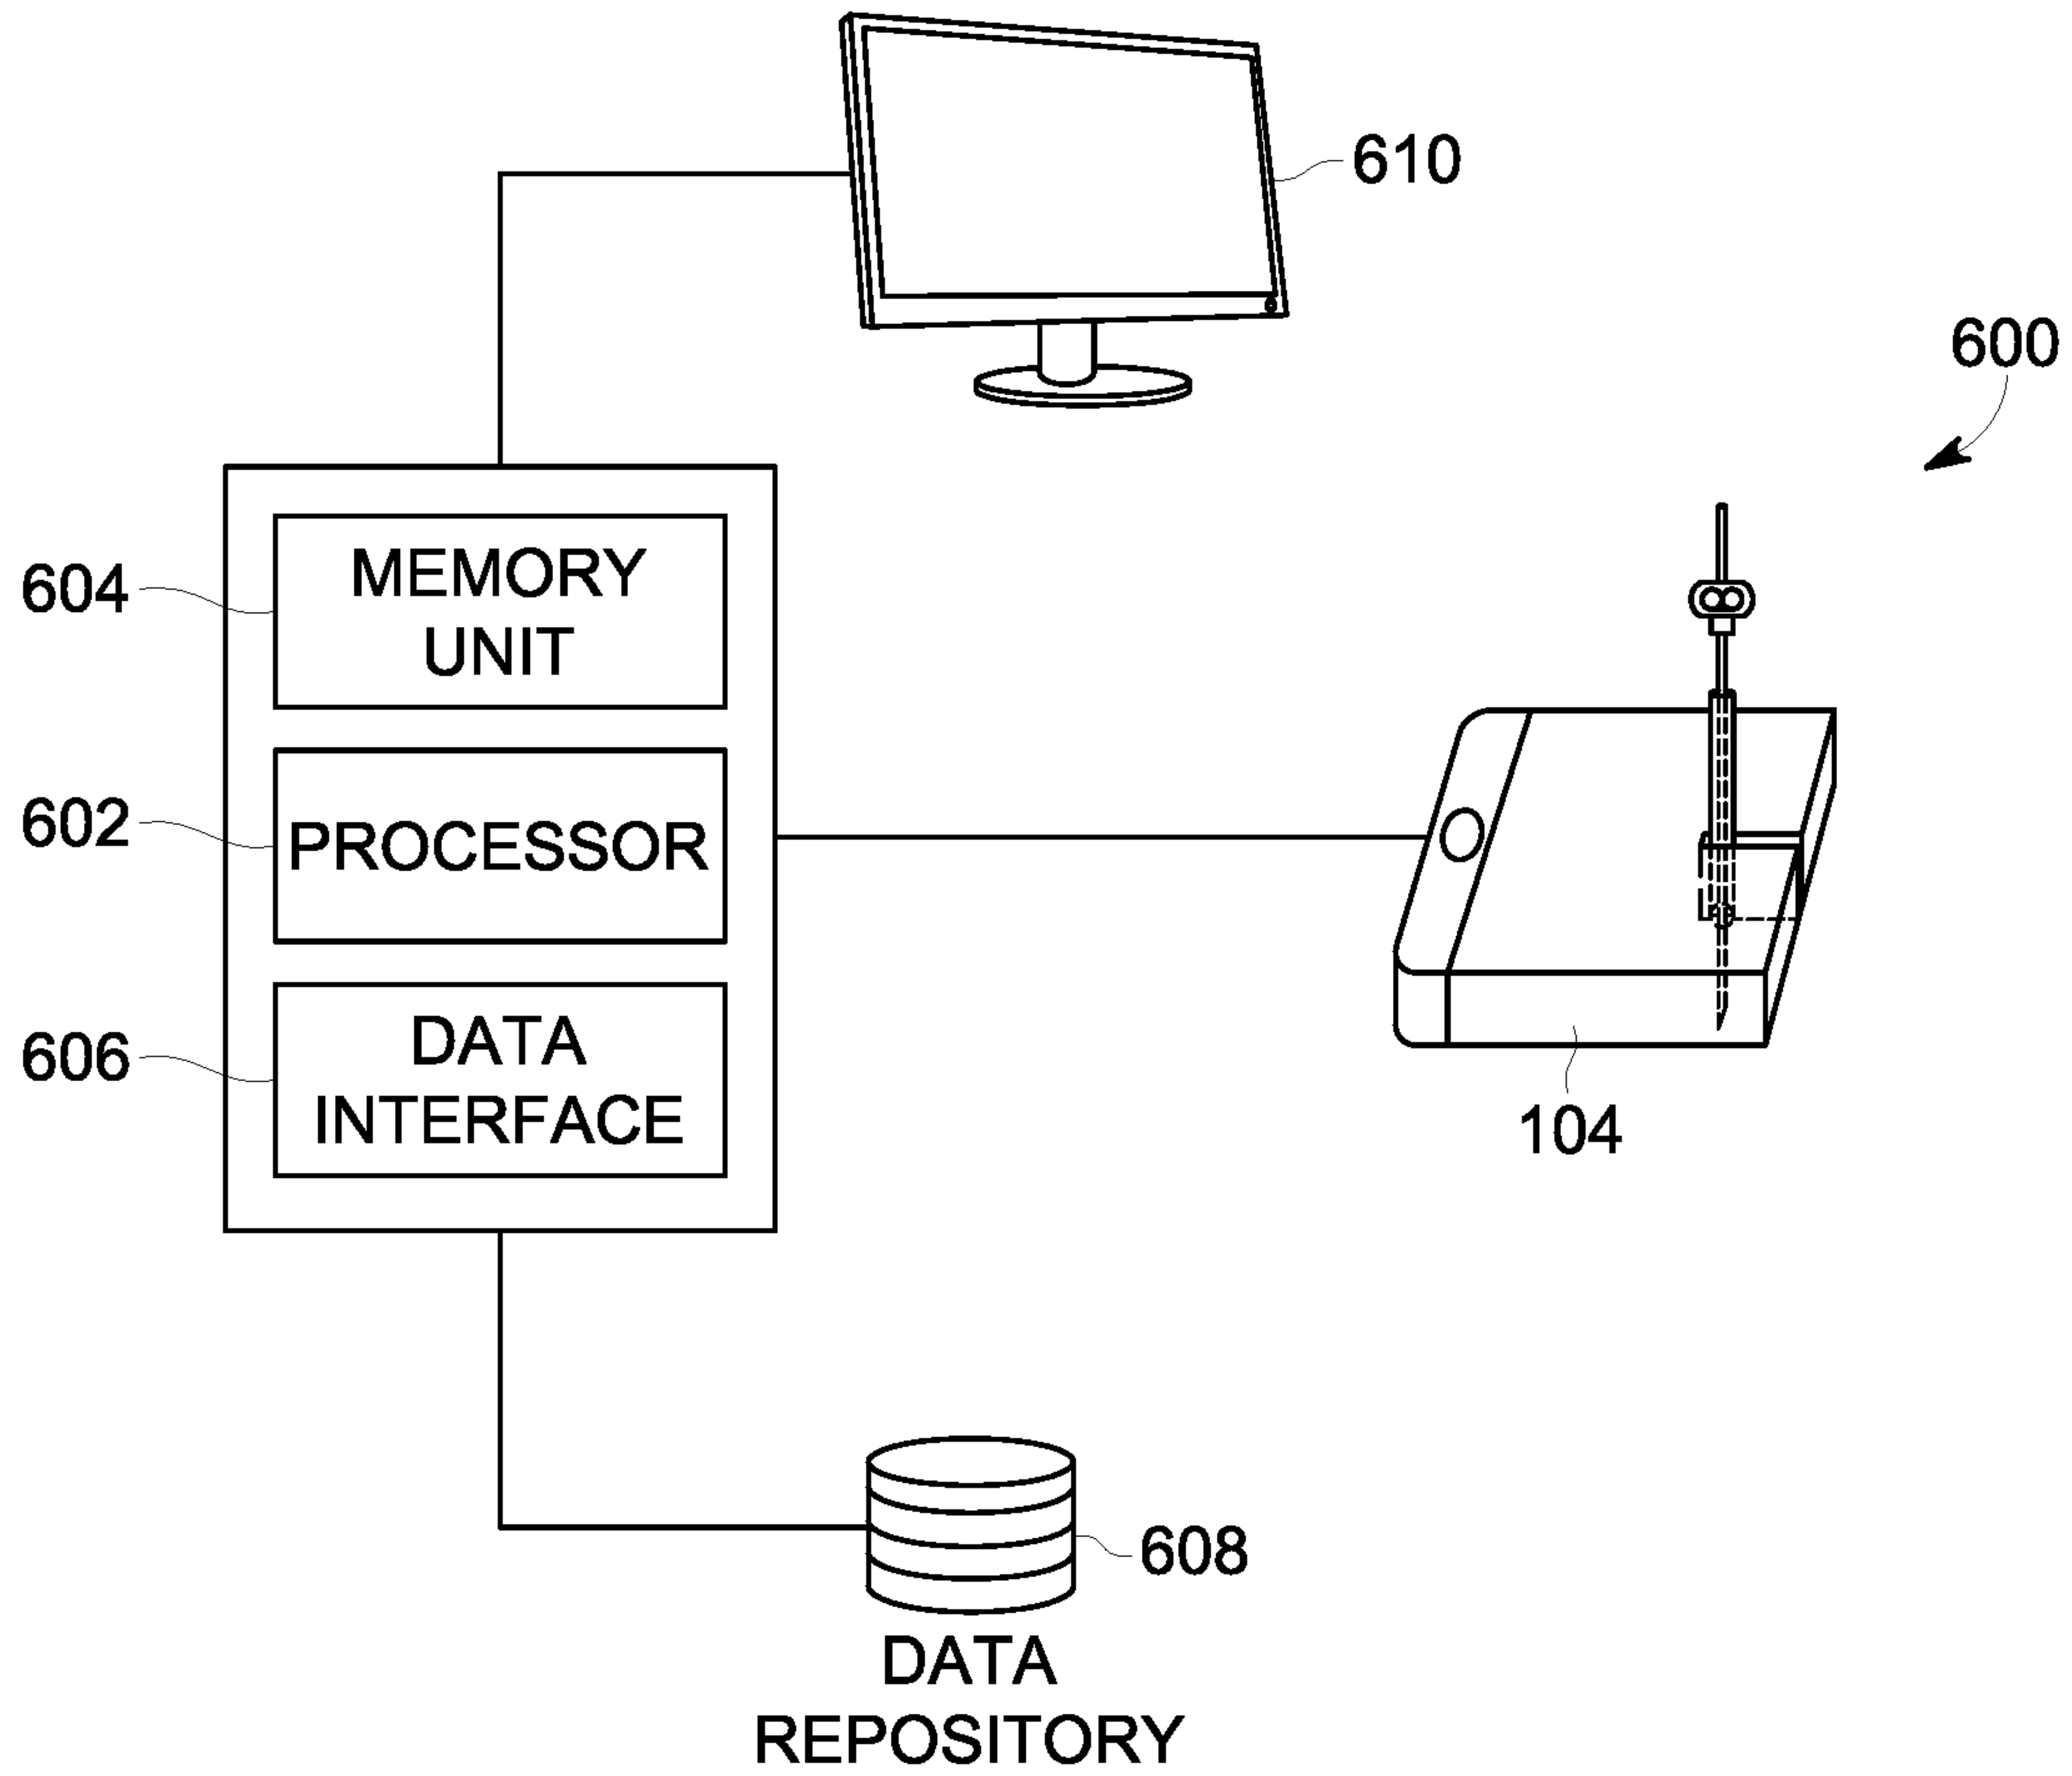 610
600
604
MEMORY
UNIT
602
PROCESSOR
606
DATA
INTERFACE
104
608
DATA
REPOSITORY